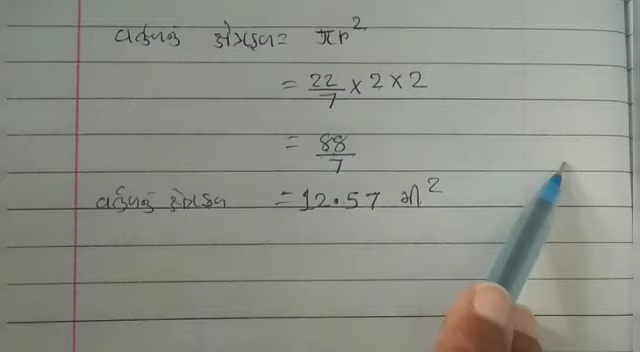 વર્તુળનું ક્ષેત્રફળ = πr²
= 22/7 × 2 × 2
= 88/7
વર્તુળનું ક્ષેત્રફળ = 12.57 મી²